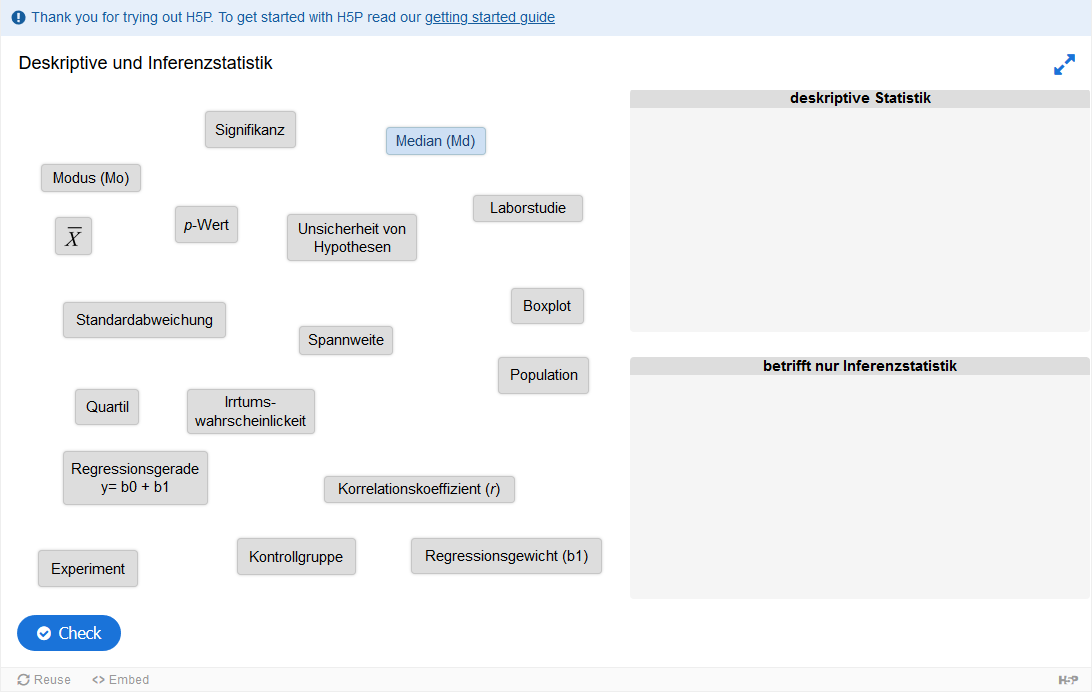 Thank you for trying out H5P. To get started with H5P read our getting started guide
Deskriptive und Inferenzstatistik
deskriptive Statistik
Signifikanz
Median (Md)
Modus (Mo)
Laborstudie
p-Wert
Unsicherheit von
Hypothesen
X̅
Boxplot
Standardabweichung
Spannweite
betrifft nur Inferenzstatistik
Population
Quartil
Irrtums-
wahrscheinlickeit
Regressionsgerade
y= b0 + b1
Korrelationskoeffizient (r)
Kontrollgruppe
Regressionsgewicht (b1)
Experiment
Check
Reuse
<> Embed
H5P